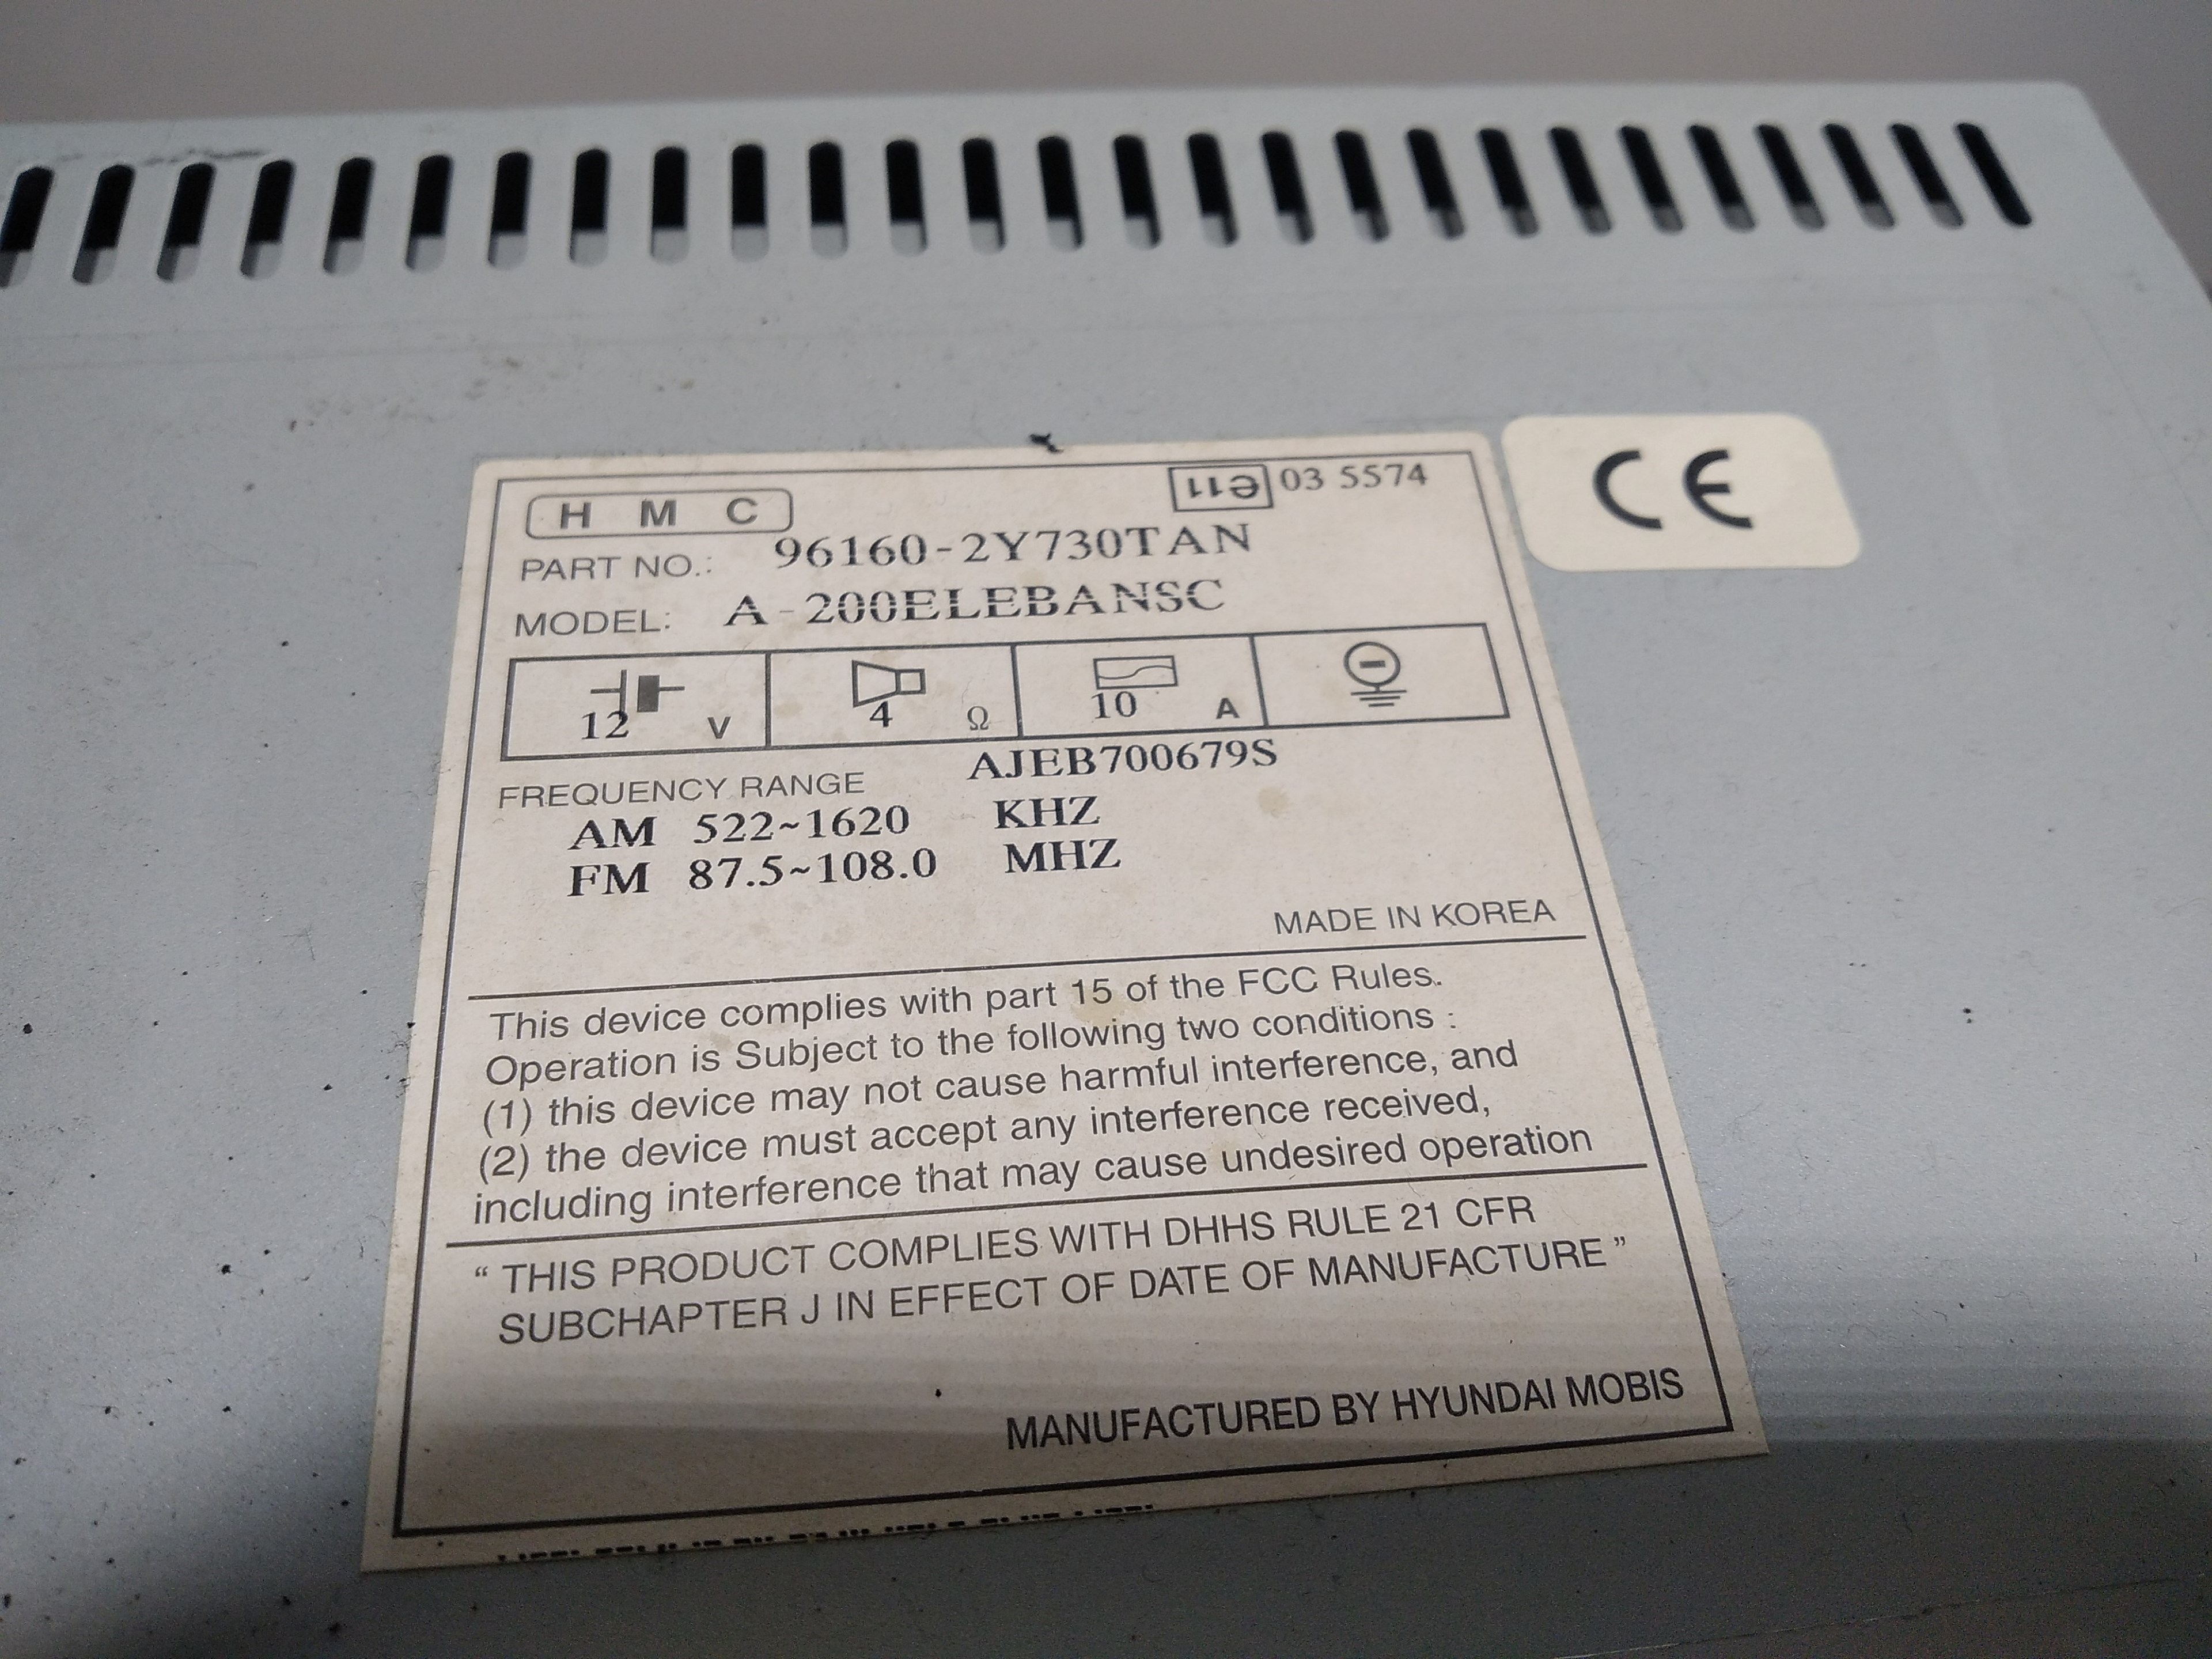 H M C
e11 03 5574
PART NO.: 96160-2Y730TAN
MODEL: A-200ELEBANSC
12 V 4 Ω 10 A
AJEB700679S
FREQUENCY RANGE
AM 522~1620 KHZ
FM 87.5~108.0 MHZ
MADE IN KOREA
This device complies with part 15 of the FCC Rules.
Operation is Subject to the following two conditions :
(1) this device may not cause harmful interference, and
(2) the device must accept any interference received,
including interference that may cause undesired operation
“ THIS PRODUCT COMPLIES WITH DHHS RULE 21 CFR
SUBCHAPTER J IN EFFECT OF DATE OF MANUFACTURE ”
MANUFACTURED BY HYUNDAI MOBIS
CE